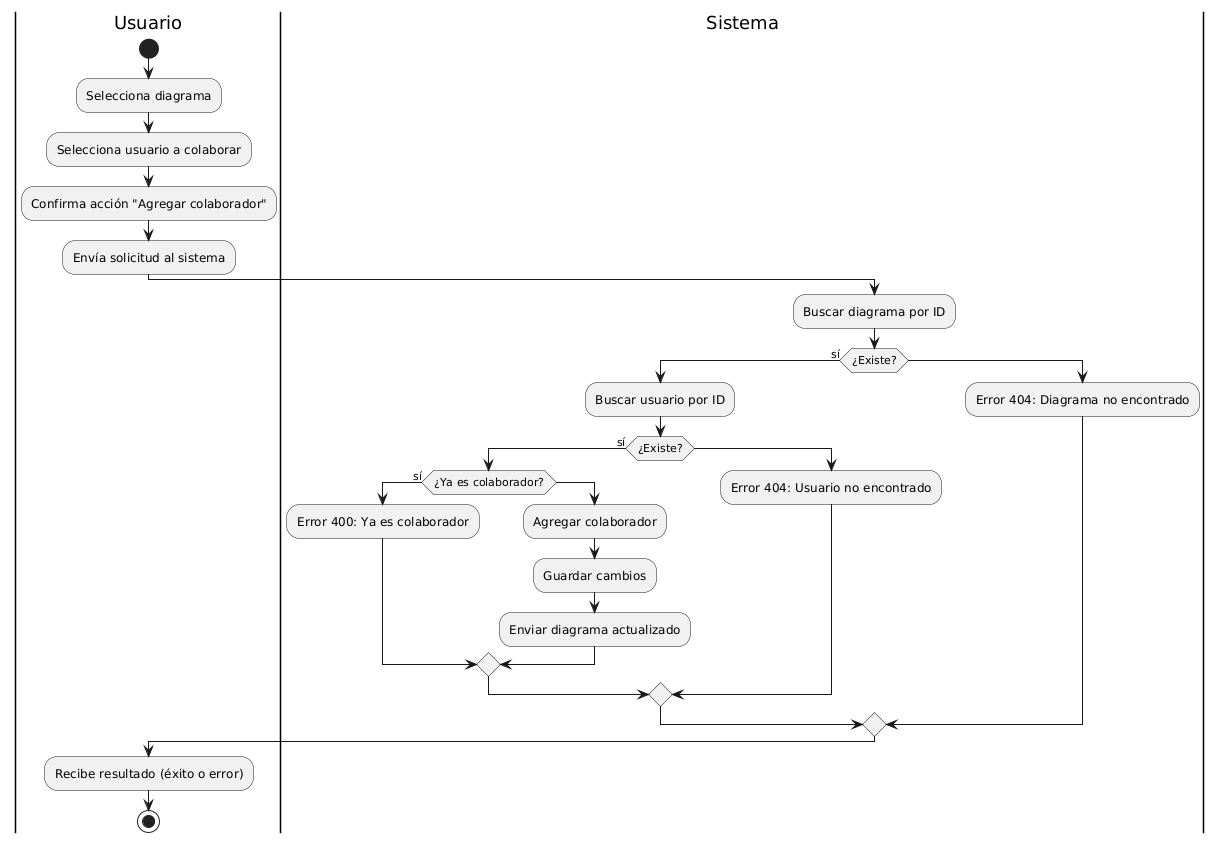 Usuario
Sistema
Selecciona diagrama
Selecciona usuario a colaborar
Confirma acción "Agregar colaborador"
Envía solicitud al sistema
Buscar diagrama por ID
sí
¿Existe?
Buscar usuario por ID
Error 404: Diagrama no encontrado
sí
¿Existe?
sí
¿Ya es colaborador?
Error 404: Usuario no encontrado
Error 400: Ya es colaborador
Agregar colaborador
Guardar cambios
Enviar diagrama actualizado
Recibe resultado (éxito o error)